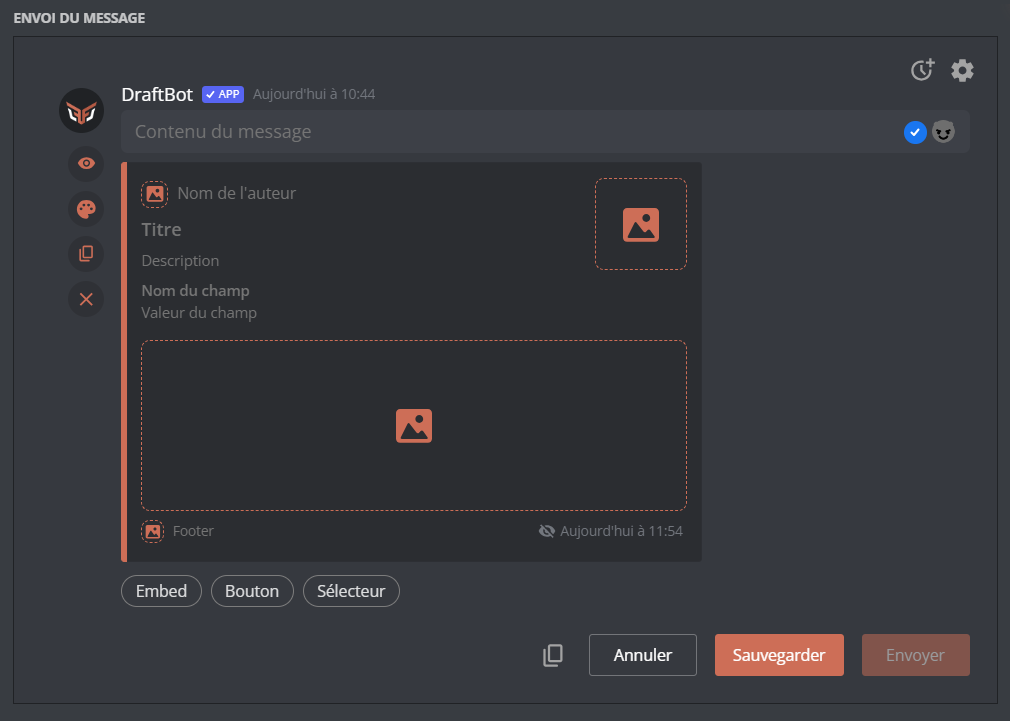 ENVOI DU MESSAGE
DraftBot APP Aujourd'hui à 10:44
Contenu du message
Nom de l'auteur
Titre
Description
Nom du champ
Valeur du champ
Footer Aujourd'hui à 11:54
Embed Bouton Sélecteur
Annuler Sauvegarder Envoyer